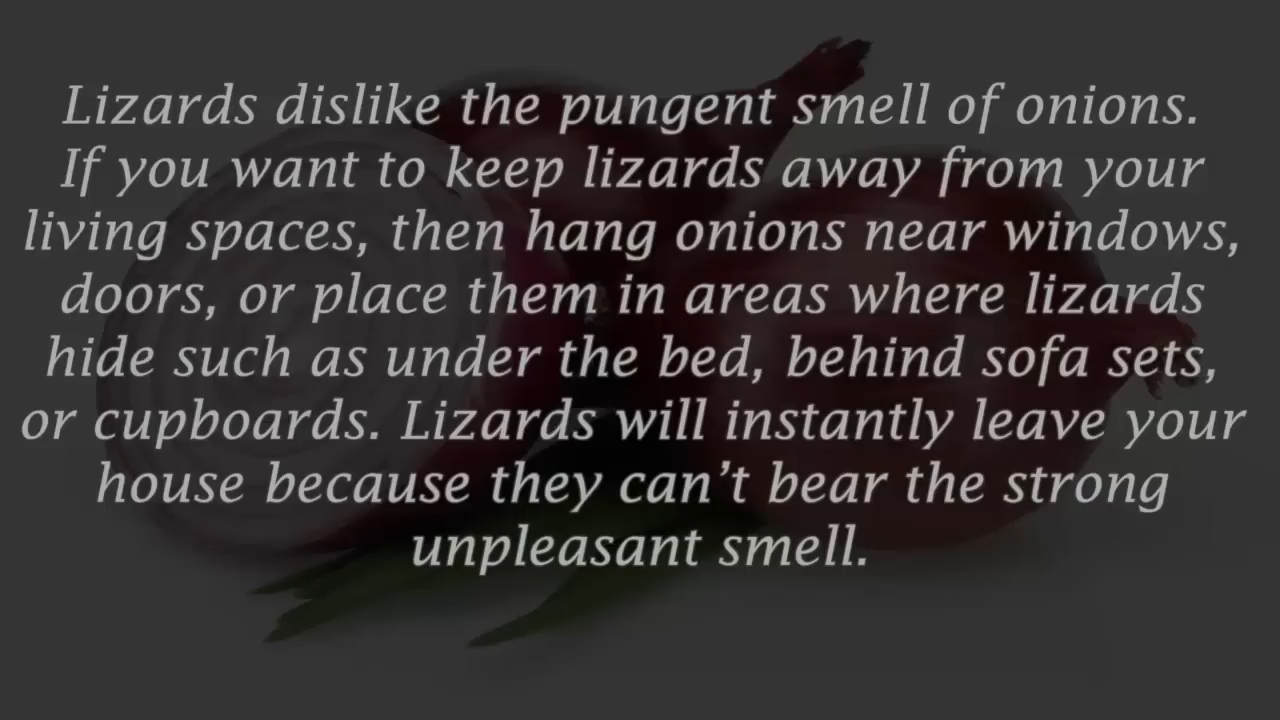 Lizards dislike the pungent smell of onions.
If you want to keep lizards away from your
living spaces, then hang onions near windows,
doors, or place them in areas where lizards
hide such as under the bed, behind sofa sets,
or cupboards. Lizards will instantly leave your
house because they can’t bear the strong
unpleasant smell.